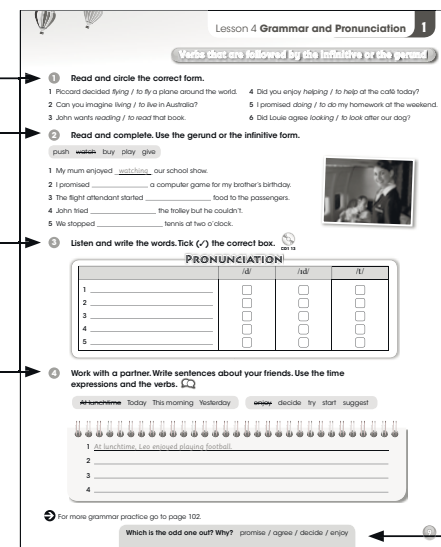 Lesson 4 Grammar and Pronunciation 1
Verbs that are followed by the infinitive or the gerund
1 Read and circle the correct form.
1 Piccard decided flying / to fly a plane around the world.
2 Can you imagine living / to live in Australia?
3 John wants reading / to read that book.
4 Did you enjoy helping / to help at the café today?
5 I promised doing / to do my homework at the weekend.
6 Did Louie agree looking / to look after our dog?
2 Read and complete. Use the gerund or the infinitive form.
push watch buy play give
1 My mum enjoyed watching our school show.
2 I promised ____________ a computer game for my brother's birthday.
3 The flight attendant started ____________ food to the passengers.
4 John tried ____________ the trolley but he couldn't.
5 We stopped ____________ tennis at two o'clock.
3 Listen and write the words. Tick (✓) the correct box.
CD1 13
PRONUNCIATION
/d/ /ɪd/ /t/
1
2
3
4
5
4 Work with a partner. Write sentences about your friends. Use the time
expressions and the verbs.
At lunchtime Today This morning Yesterday
enjoy decide try start suggest
1 At lunchtime, Leo enjoyed playing football.
2
3
4
For more grammar practice go to page 102.
Which is the odd one out? Why? promise / agree / decide / enjoy